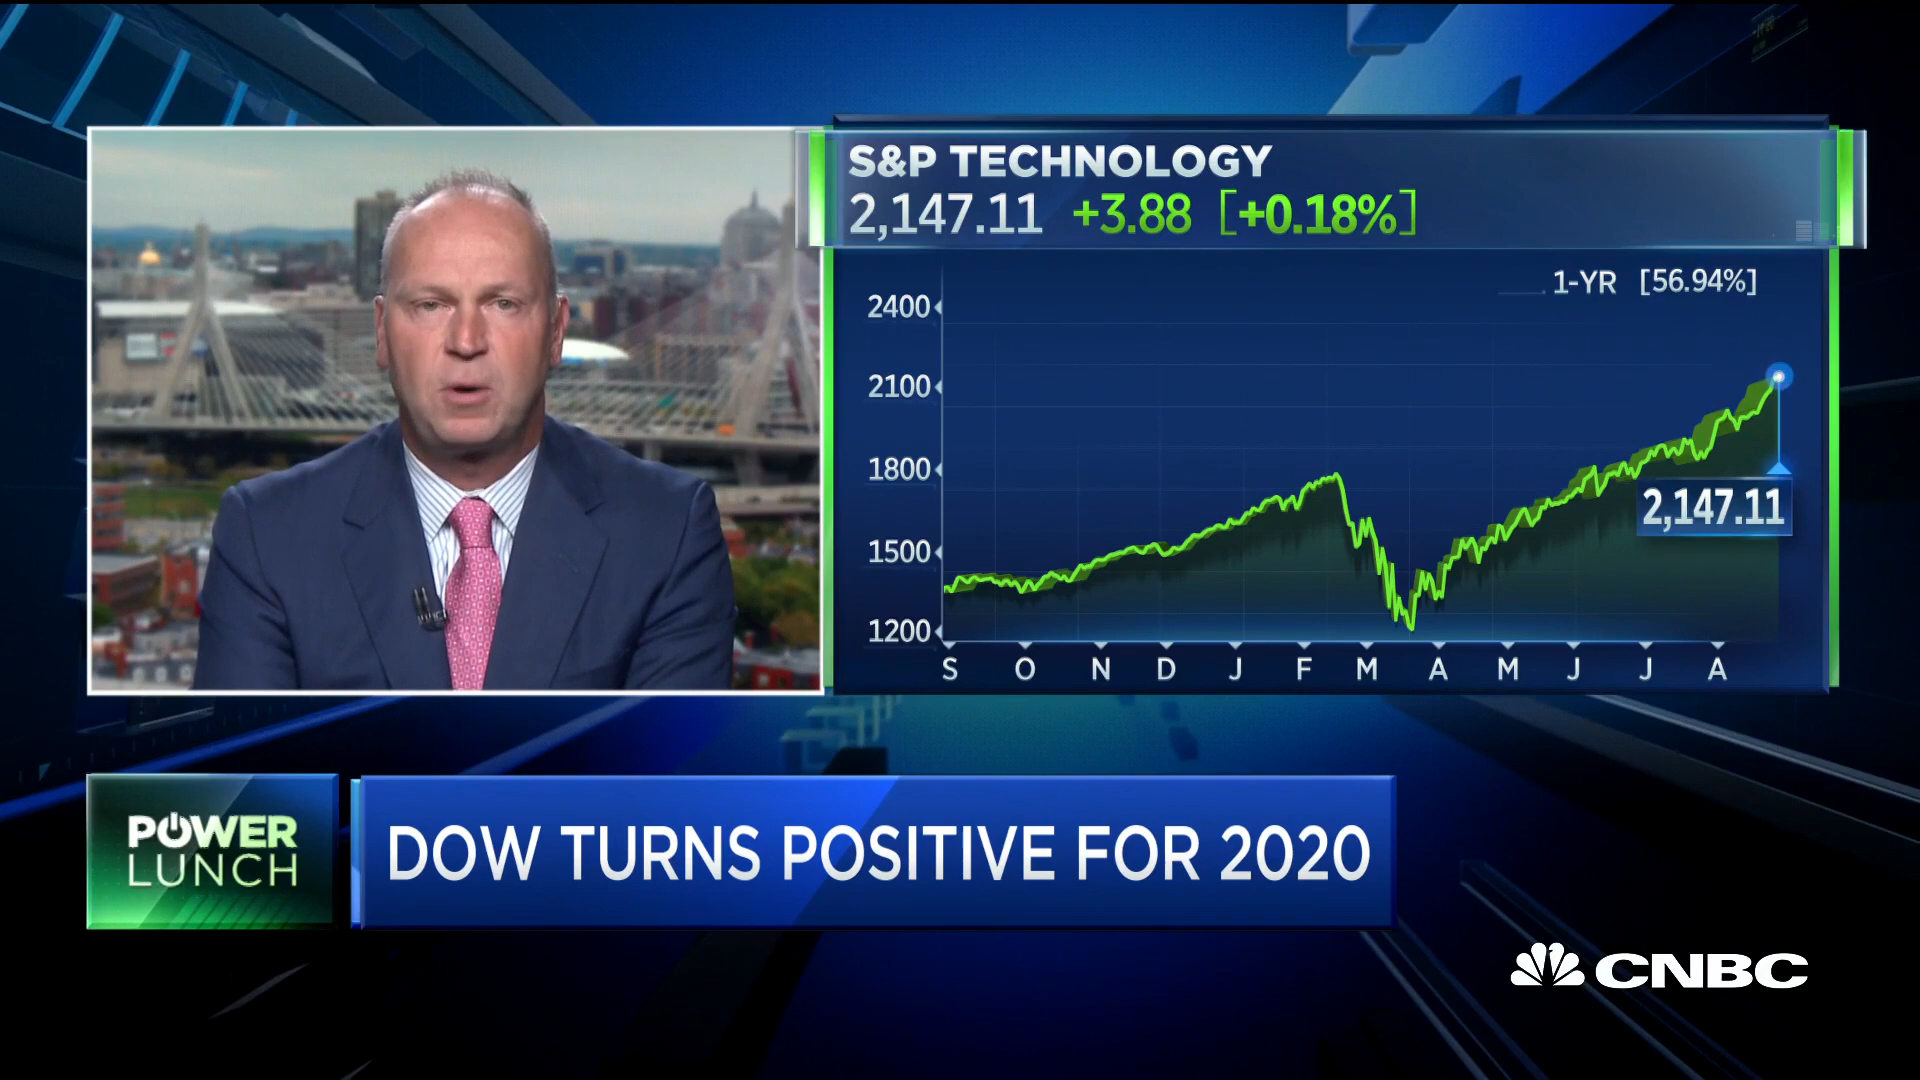 S&P TECHNOLOGY
2,147.11 +3.88 [+0.18%]
1-YR [56.94%]
2400
2100
1800
1500
1200
2,147.11
S O N D J F M A M J J A
POWER
LUNCH
DOW TURNS POSITIVE FOR 2020
CNBC